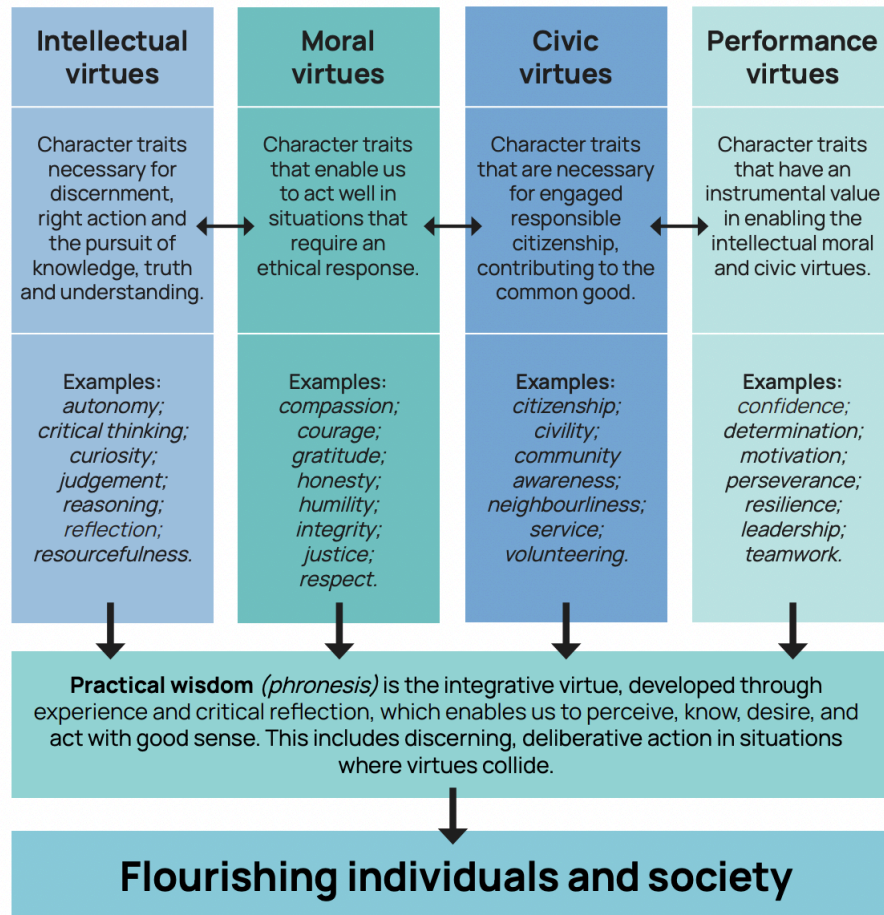 Intellectual
virtues
Character traits
necessary for
discernment,
right action and
the pursuit of
knowledge, truth
and understanding.
Examples:
autonomy;
critical thinking;
curiosity;
judgement;
reasoning;
reflection;
resourcefulness.
Moral
virtues
Character traits
that enable us
to act well in
situations that
require an
ethical response.
Examples:
compassion;
courage;
gratitude;
honesty;
humility;
integrity;
justice;
respect.
Civic
virtues
Character traits
that are necessary
for engaged
responsible
citizenship,
contributing to the
common good.
Examples:
citizenship;
civility;
community
awareness;
neighbourliness;
service;
volunteering.
Performance
virtues
Character traits
that have an
instrumental value
in enabling the
intellectual moral
and civic virtues.
Examples:
confidence;
determination;
motivation;
perseverance;
resilience;
leadership;
teamwork.
Practical wisdom (phronesis) is the integrative virtue, developed through
experience and critical reflection, which enables us to perceive, know, desire, and
act with good sense. This includes discerning, deliberative action in situations
where virtues collide.
Flourishing individuals and society